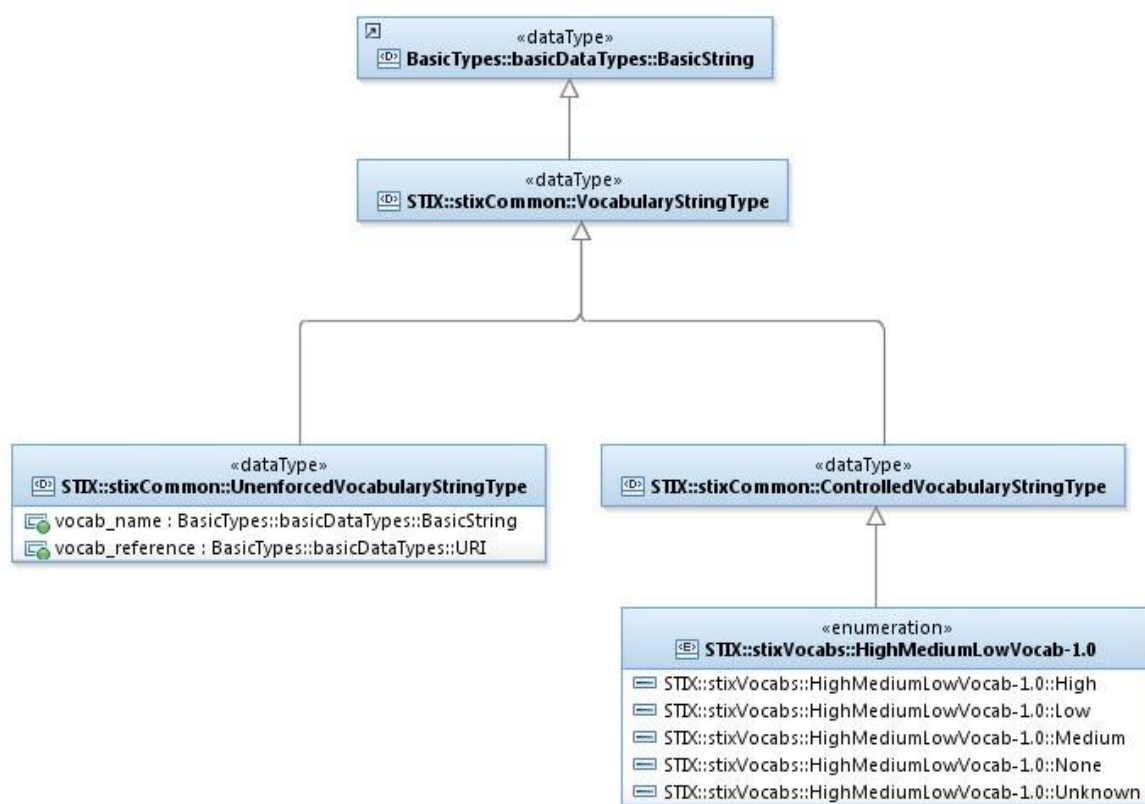 «dataType»
BasicTypes::basicDataTypes::BasicString
«dataType»
STIX::stixCommon::VocabularyStringType
«dataType»
STIX::stixCommon::UnenforcedVocabularyStringType
vocab_name : BasicTypes::basicDataTypes::BasicString
vocab_reference : BasicTypes::basicDataTypes::URI
«dataType»
STIX::stixCommon::ControlledVocabularyStringType
«enumeration»
STIX::stixVocabs::HighMediumLowVocab-1.0
STIX::stixVocabs::HighMediumLowVocab-1.0::High
STIX::stixVocabs::HighMediumLowVocab-1.0::Low
STIX::stixVocabs::HighMediumLowVocab-1.0::Medium
STIX::stixVocabs::HighMediumLowVocab-1.0::None
STIX::stixVocabs::HighMediumLowVocab-1.0::Unknown